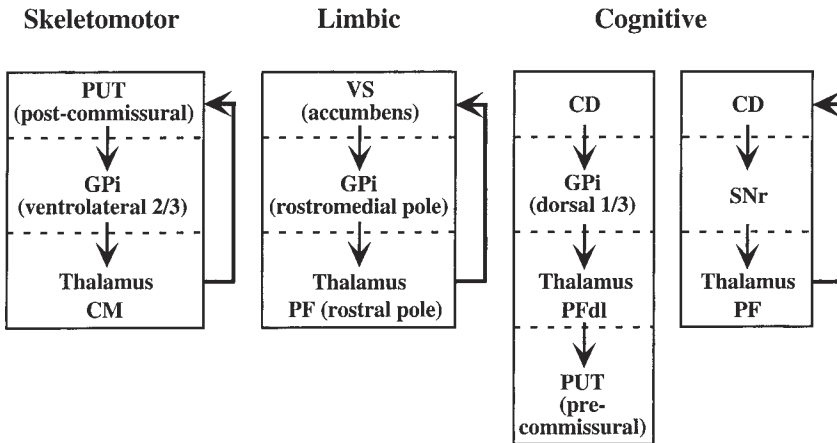 Skeletomotor
Limbic
Cognitive
PUT
(post-commissural)
GPi
(ventrolateral 2/3)
Thalamus
CM
VS
(accumbens)
GPi
(rostromedial pole)
Thalamus
PF (rostral pole)
CD
GPi
(dorsal 1/3)
Thalamus
PFdl
PUT
(pre-
commissural)
CD
SNr
Thalamus
PF